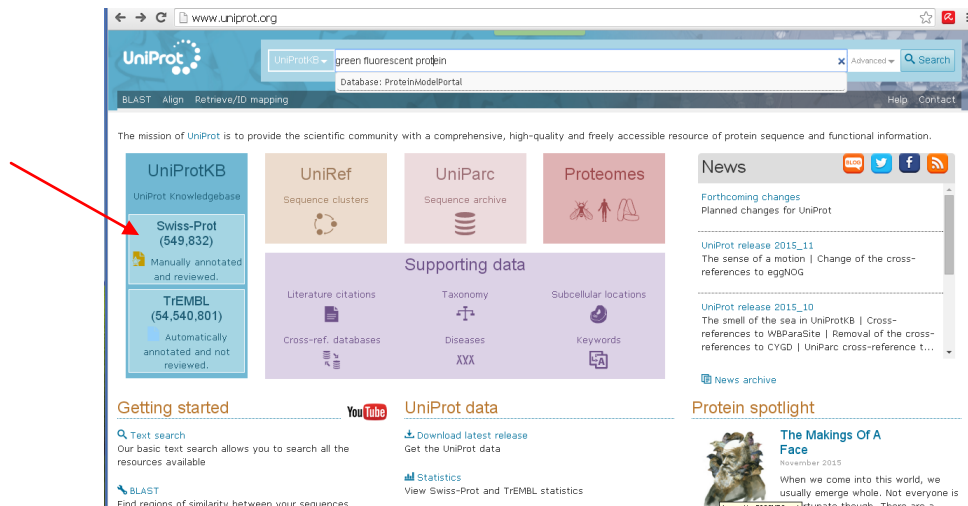 www.uniprot.org
UniProt
UniProtKB
green fluorescent protein
Advanced
Search
Database: ProteinModelPortal
BLAST Align Retrieve/ID mapping
Help Contact
The mission of UniProt is to provide the scientific community with a comprehensive, high-quality and freely accessible resource of protein sequence and functional information.
UniProtKB
UniProt Knowledgebase
Swiss-Prot
(549,832)
Manually annotated
and reviewed.
TrEMBL
(54,540,801)
Automatically
annotated and not
reviewed.
UniRef
Sequence clusters
UniParc
Sequence archive
Proteomes
Supporting data
Literature citations
Taxonomy
Subcellular locations
Cross-ref. databases
Diseases
Keywords
News
BLOG
Forthcoming changes
Planned changes for UniProt
UniProt release 2015_11
The sense of a motion | Change of the cross-
references to eggNOG
UniProt release 2015_10
The smell of the sea in UniProtKB | Cross-
references to WBParaSite | Removal of the cross-
references to CYGD | UniParc cross-reference t...
News archive
Getting started
YouTube
Text search
Our basic text search allows you to search all the
resources available
BLAST
Find regions of similarity between your sequences
UniProt data
Download latest release
Get the UniProt data
Statistics
View Swiss-Prot and TrEMBL statistics
Protein spotlight
The Makings Of A
Face
November 2015
When we come into this world, we
usually emerge whole. Not everyone is
though. There are a